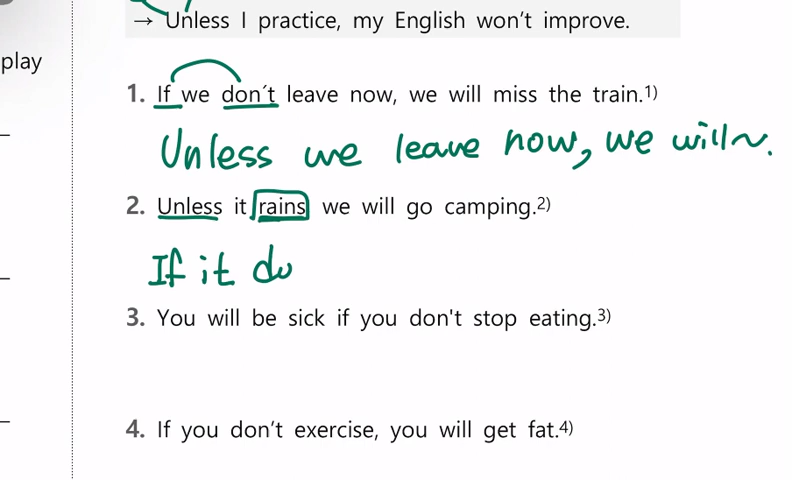 → Unless I practice, my English won't improve.
play
1. If we don't leave now, we will miss the train.1)
Unless we leave now, we will~.
2. Unless it rains we will go camping.2)
If it do
3. You will be sick if you don't stop eating.3)
4. If you don't exercise, you will get fat.4)